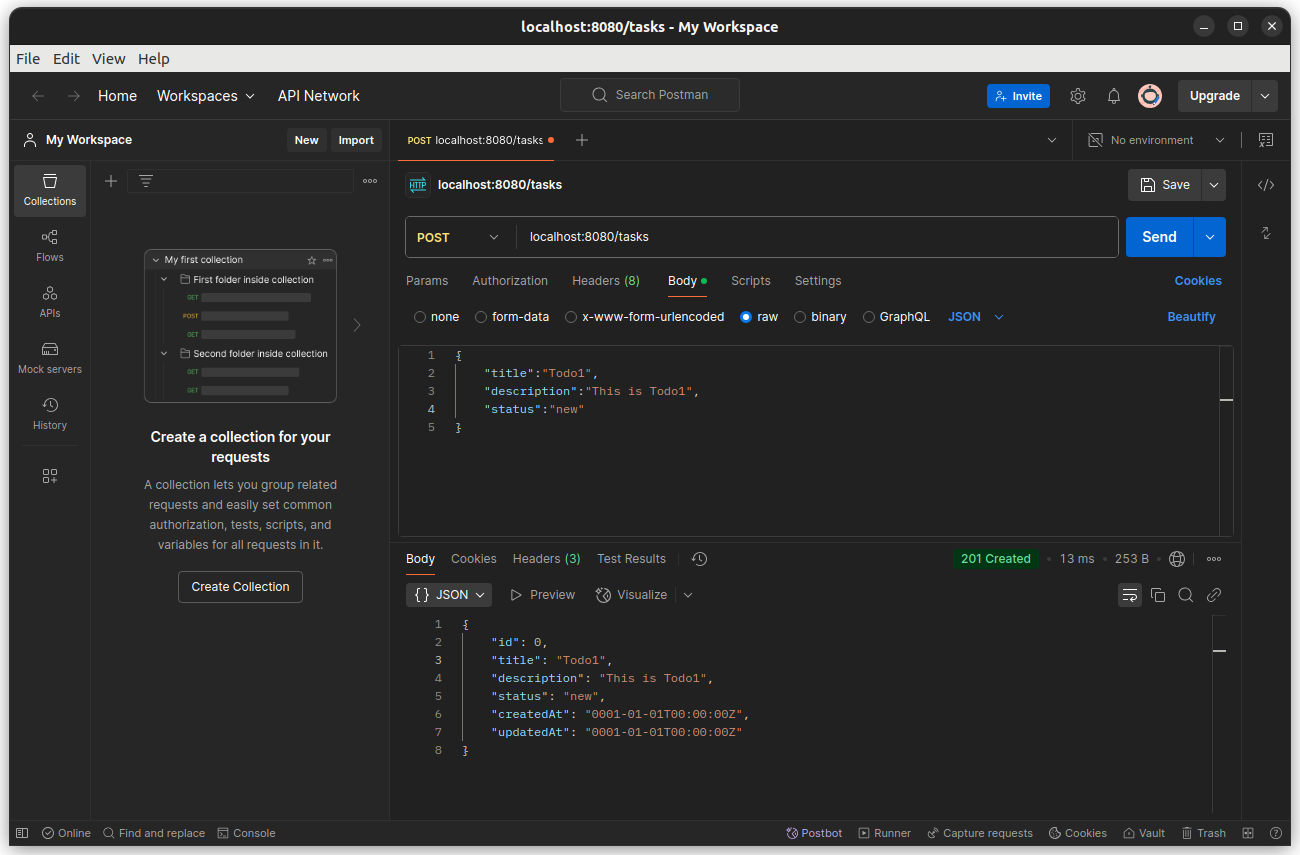 localhost:8080/tasks - My Workspace
File Edit View Help
Home Workspaces API Network Search Postman Invite Upgrade
My Workspace New Import POST localhost:8080/tasks No environment
Collections
Flows
APIs
Mock servers
History
My first collection
First folder inside collection
GET
POST
GET
Second folder inside collection
GET
GET
Create a collection for your
requests
A collection lets you group related
requests and easily set common
authorization, tests, scripts, and
variables for all requests in it.
Create Collection
HTTP localhost:8080/tasks Save
POST localhost:8080/tasks Send
Params Authorization Headers (8) Body Scripts Settings Cookies
none form-data x-www-form-urlencoded raw binary GraphQL JSON Beautify
1 {
2 "title":"Todo1",
3 "description":"This is Todo1",
4 "status":"new"
5 }
Body Cookies Headers (3) Test Results 201 Created 13 ms 253 B
{} JSON Preview Visualize
1 {
2 "id": 0,
3 "title": "Todo1",
4 "description": "This is Todo1",
5 "status": "new",
6 "createdAt": "0001-01-01T00:00:00Z",
7 "updatedAt": "0001-01-01T00:00:00Z"
8 }
Online Find and replace Console Postbot Runner Capture requests Cookies Vault Trash